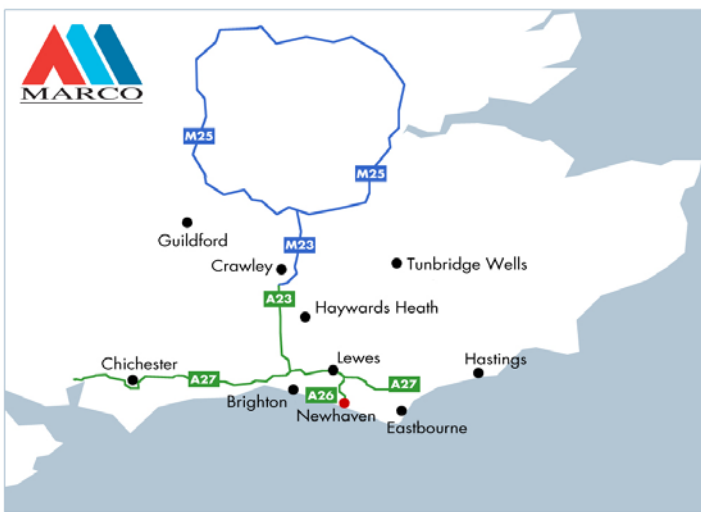 MARCO
M25
M25
Guildford
M23
Crawley
Tunbridge Wells
A23
Haywards Heath
Chichester
Lewes
Hastings
A27
A27
Brighton
A26
Newhaven
Eastbourne